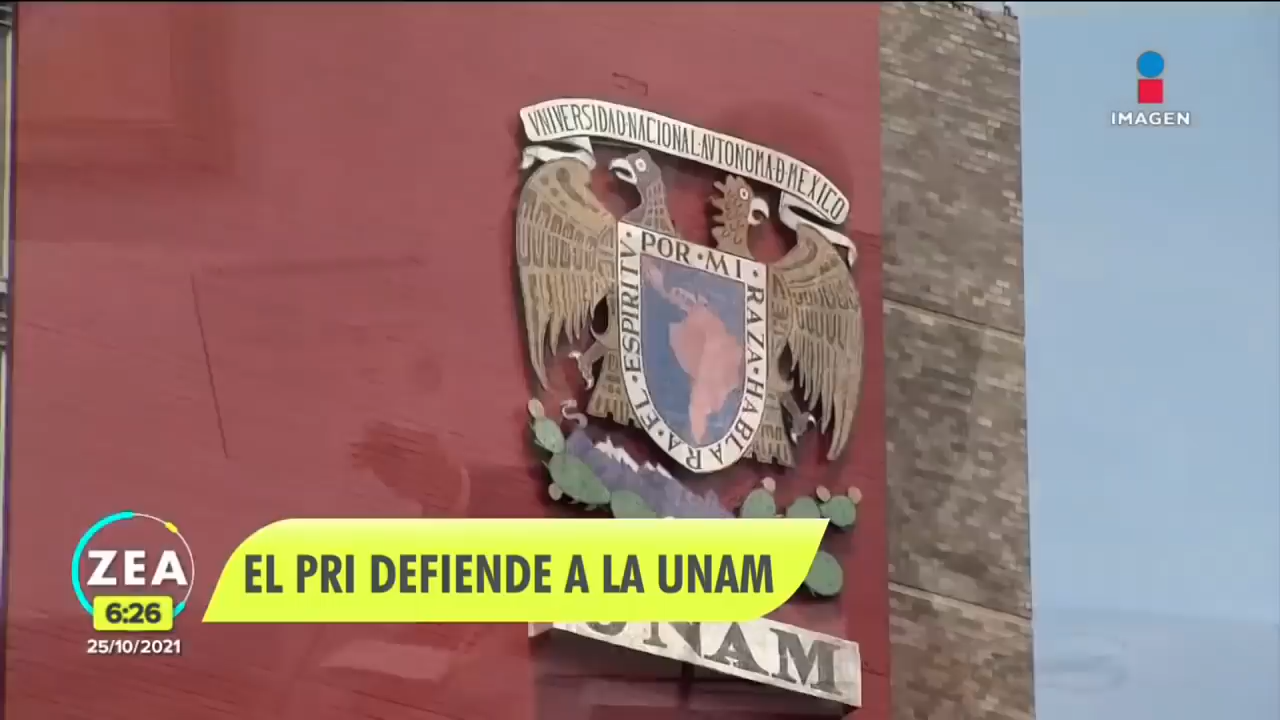 VNIVERSIDAD·NACIONAL·AVTONOMA·D·MEXICO
POR·MI·RAZA·HABLARA·EL·ESPIRITV·
IMAGEN
ZEA
6:26
25/10/2021
EL PRI DEFIENDE A LA UNAM
UNAM